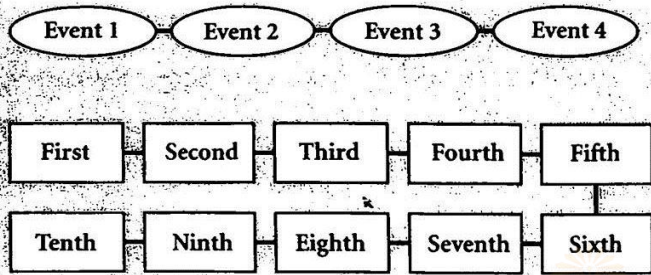 Event 1 Event 2 Event 3 Event 4
First Second Third Fourth Fifth
Tenth Ninth Eighth Seventh Sixth